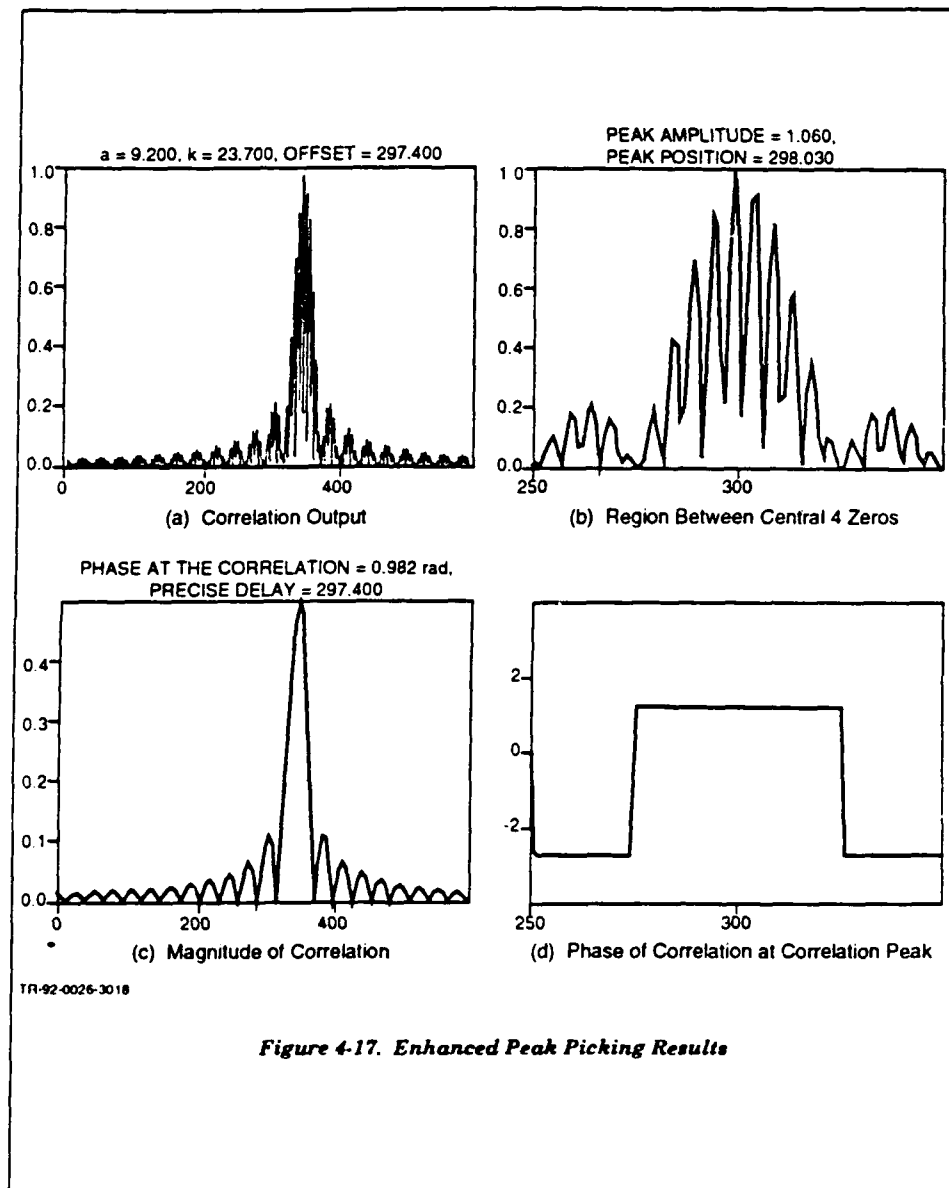 a = 9.200, k = 23.700, OFFSET = 297.400
1.0
0.8
0.6
0.4
0.2
0.0
0
200
400
(a) Correlation Output
PEAK AMPLITUDE = 1.060,
PEAK POSITION = 298.030
1 0
0.8
0.6
0.4
0.2
0.0
250
300
(b) Region Between Central 4 Zeros
PHASE AT THE CORRELATION = 0.982 rad,
PRECISE DELAY = 297.400
0.4
0.3
0.2
0.1
0.0
0
200
400
(c) Magnitude of Correlation
2
0
-2
250
300
(d) Phase of Correlation at Correlation Peak
TR-92-0026-3018
Figure 4-17. Enhanced Peak Picking Results